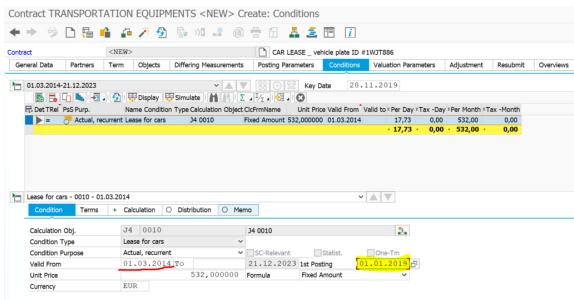 Contract TRANSPORTATION EQUIPMENTS <NEW> Create: Conditions
Contract <NEW> CAR LEASE _ vehicle plate ID #1WJT886
General Data Partners Term Objects Differing Measurements Posting Parameters Conditions Valuation Parameters Adjustment Resubm Overviews
01.03.2014-21.12.2023 Key Date 28.11.2019
Display Simulate
Det TRel PsS Purp. Name Condition Type Calculation Object ClcFrmName Unit Price Valid From Valid to Per Day Tax -Day Per Month Tax -Month
= Actual, recurrent Lease for cars J4 0010 Fixed Amount 532,000000 01.03.2014 17,73 0,00 532,00 0,00
17,73 0,00 532,00 0,00
Lease for cars - 0010 - 01.03.2014
Condition Terms + Calculation Distribution Memo
Calculation Obj. J4 0010 J4 0010
Condition Type Lease for cars
Condition Purpose Actual, recurrent SC-Relevant Statist. One-Tm
Valid From 01.03.2014 To 21.12.2023 1st Posting 01.01.2019
Unit Price 532,000000 Formula Fixed Amount
Currency EUR